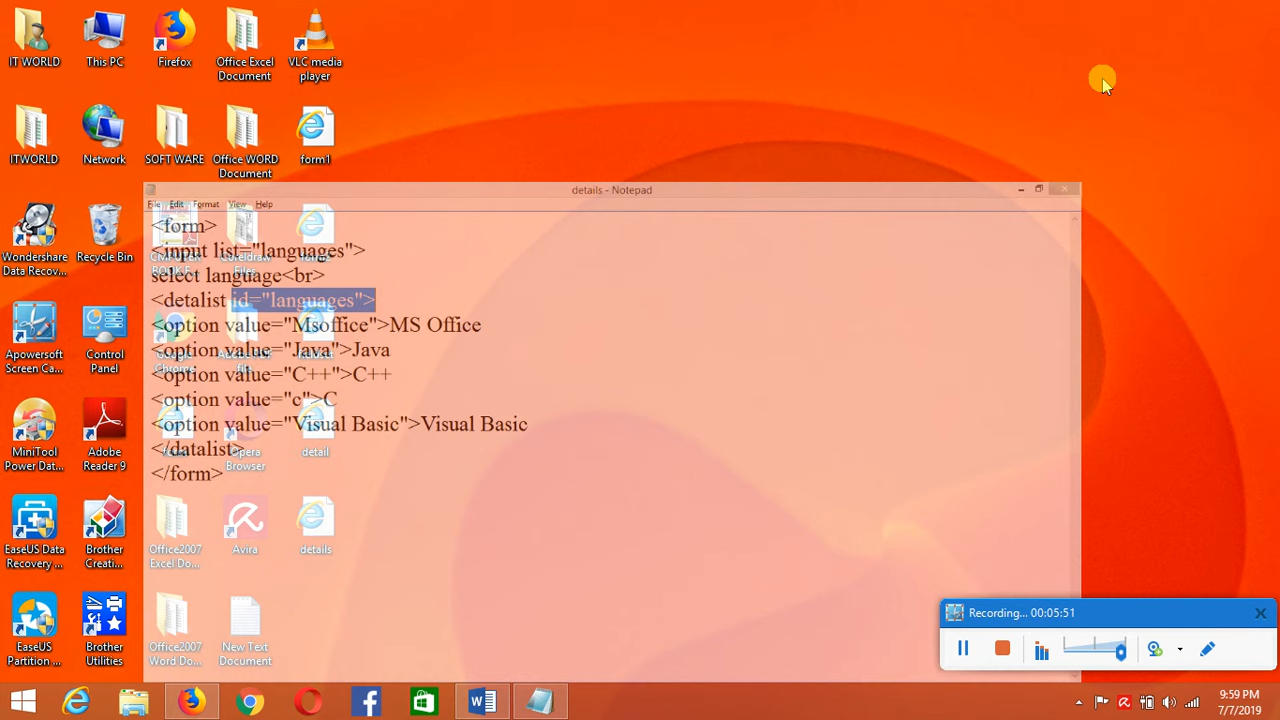 IT WORLD
This PC
Firefox
Office Excel
Document
VLC media
player
ITWORLD
Network
SOFT WARE
Office WORD
Document
form1
details - Notepad
File Edit Format View Help
<form>
<input list="languages">
select language<br>
<detalist id="languages">
<option value="Msoffice">MS Office
<option value="Java">Java
<option value="C++">C++
<option value="c">C
<option value="Visual Basic">Visual Basic
</datalist>
</form>
Wondershare
Data Recov...
Recycle Bin
Coreldraw
Files
Apowersoft
Screen Ca...
Control
Panel
Google
Chrome
MiniTool
Power Dat...
Adobe
Reader 9
Opera
Browser
detail
EaseUS Data
Recovery ...
Brother
Creati...
Office2007
Excel Do...
Avira
details
EaseUS
Partition ...
Brother
Utilities
Office2007
Word Do...
New Text
Document
Recording... 00:05:51
9:59 PM
7/7/2019